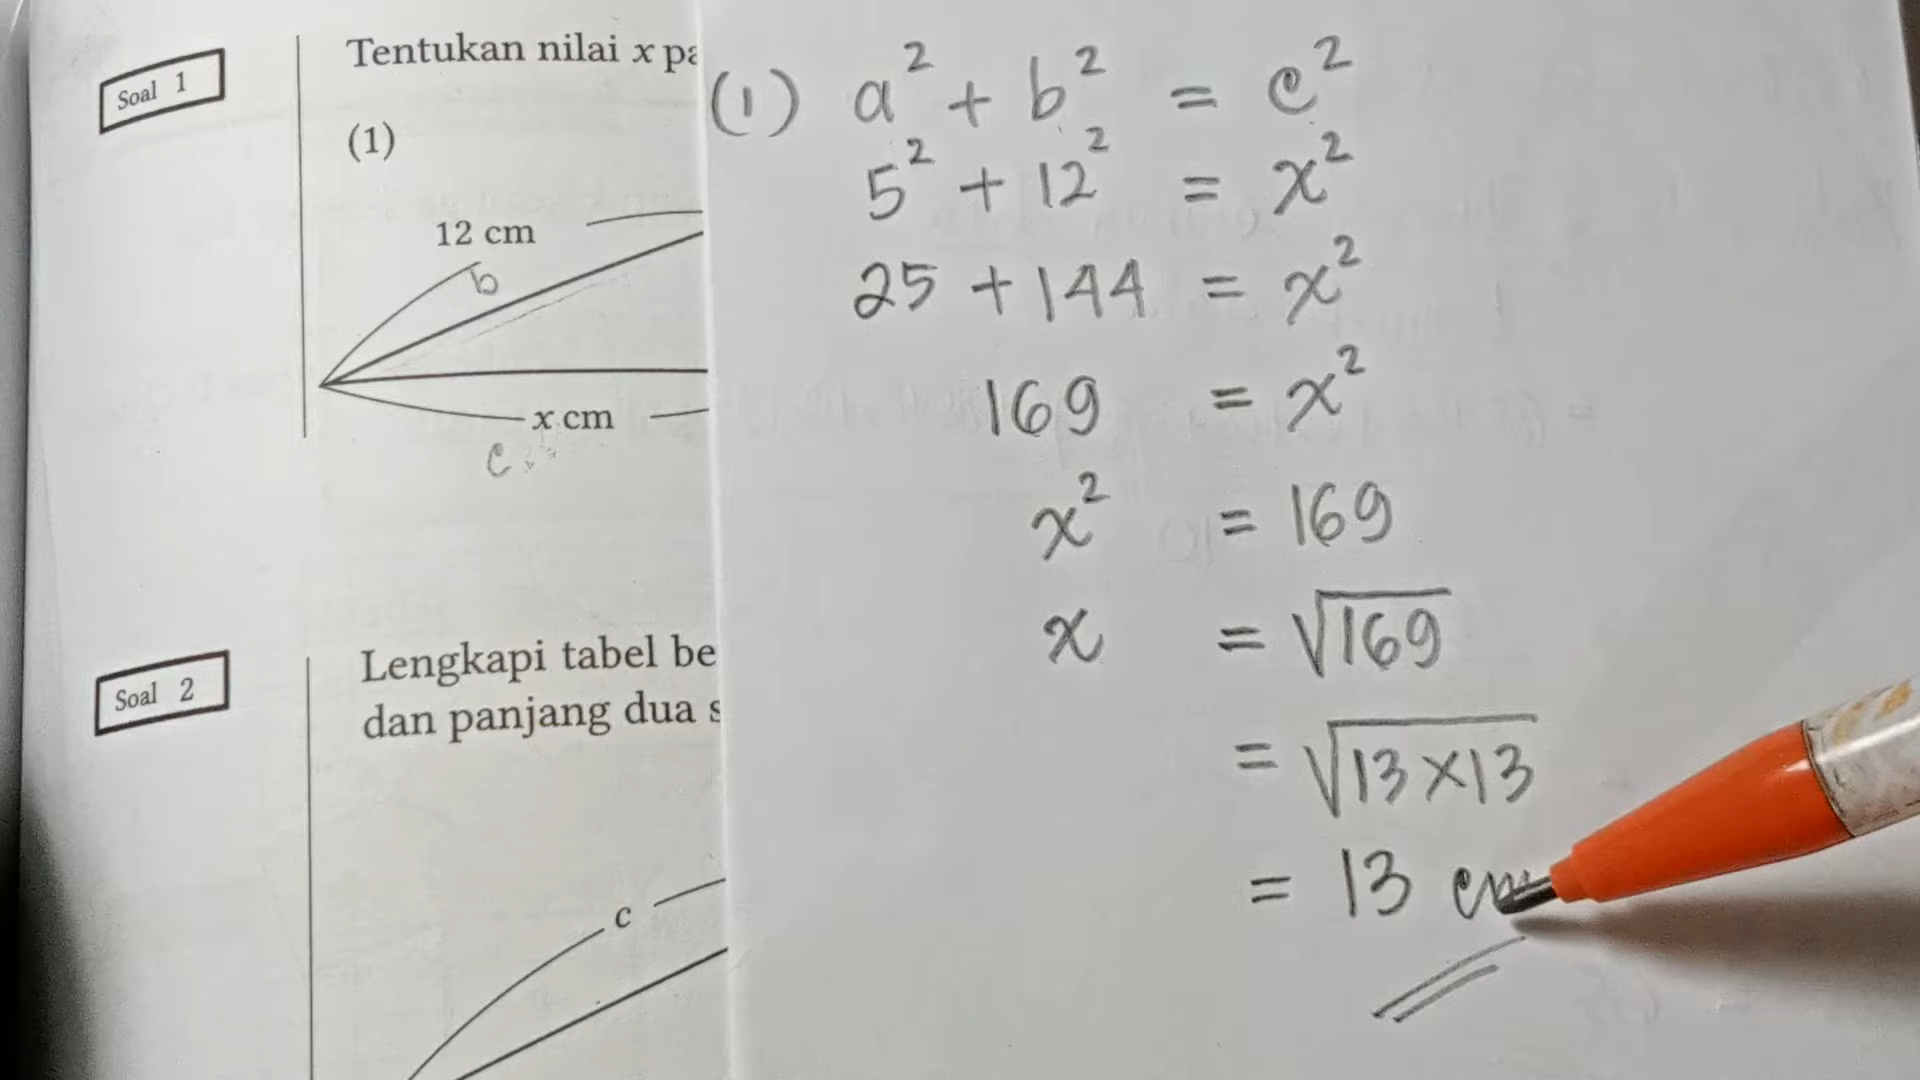 Soal 1
Tentukan nilai x pa
(1)
12 cm
b
x cm
c
Soal 2
Lengkapi tabel be
dan panjang dua s
c
(1) a² + b² = c²
5² + 12² = x²
25 + 144 = x²
169 = x²
x² = 169
x = √169
= √13×13
= 13 cm